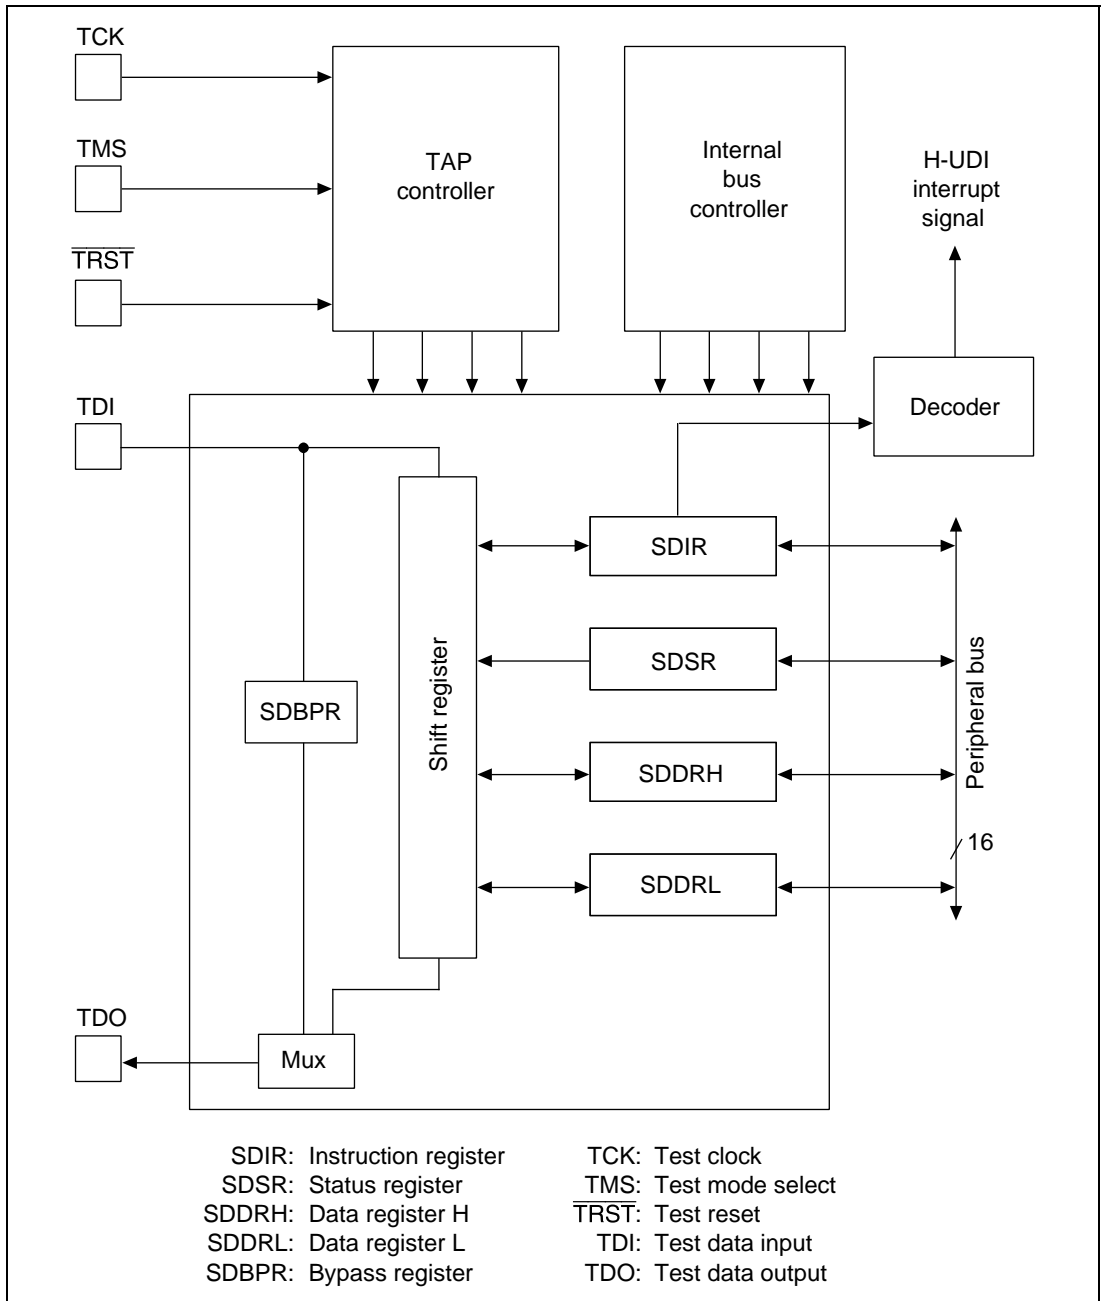 TCK
TMS
T̅R̅S̅T̅
TDI
TDO
TAP
controller
Internal
bus
controller
H-UDI
interrupt
signal
Decoder
SDIR
SDSR
SDDRH
SDDRL
Shift register
SDBPR
Mux
Peripheral bus
16
SDIR: Instruction register
SDSR: Status register
SDDRH: Data register H
SDDRL: Data register L
SDBPR: Bypass register
TCK: Test clock
TMS: Test mode select
T̅R̅S̅T̅: Test reset
TDI: Test data input
TDO: Test data output